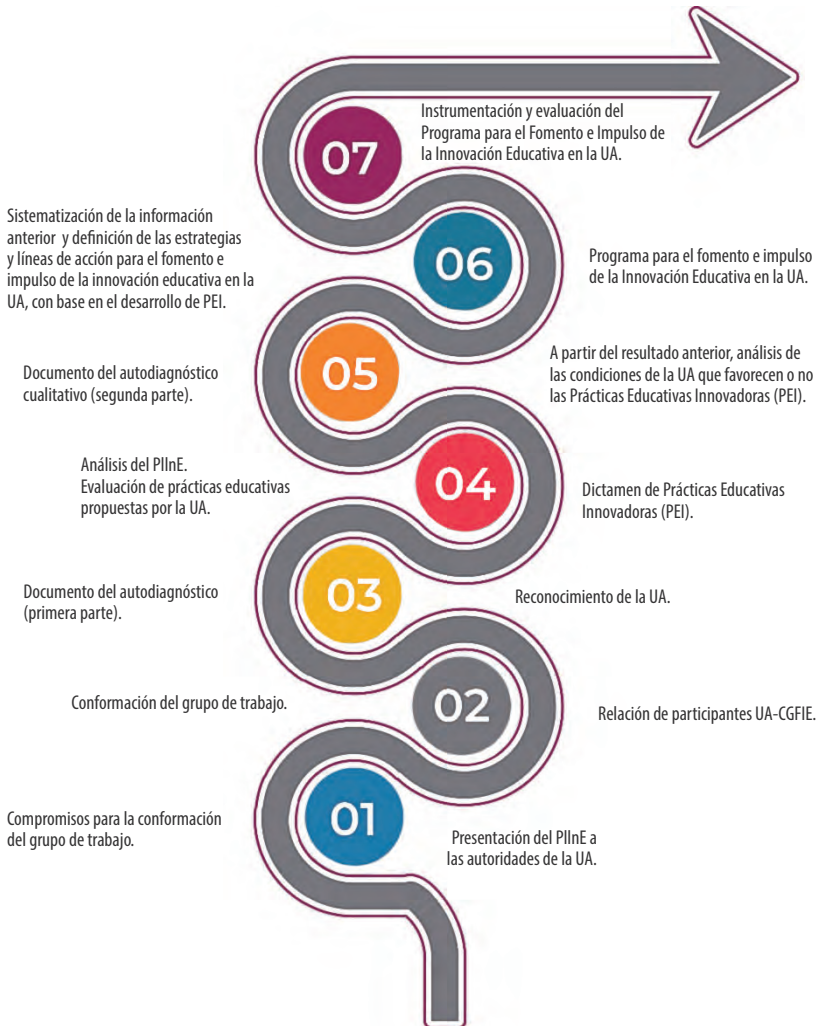 Instrumentación y evaluación del
Programa para el Fomento e Impulso de
la Innovación Educativa en la UA.
07
Sistematización de la información
anterior y definición de las estrategias
y líneas de acción para el fomento e
impulso de la innovación educativa en la
UA, con base en el desarrollo de PEI.
06
Programa para el fomento e impulso
de la Innovación Educativa en la UA.
Documento del autodiagnóstico
cualitativo (segunda parte).
05
A partir del resultado anterior, análisis de
las condiciones de la UA que favorecen o no
las Prácticas Educativas Innovadoras (PEI).
Análisis del PIInE.
Evaluación de prácticas educativas
propuestas por la UA.
04
Dictamen de Prácticas Educativas
Innovadoras (PEI).
Documento del autodiagnóstico
(primera parte).
03
Reconocimiento de la UA.
Conformación del grupo de trabajo.
02
Relación de participantes UA-CGFIE.
Compromisos para la conformación
del grupo de trabajo.
01
Presentación del PIInE a
las autoridades de la UA.